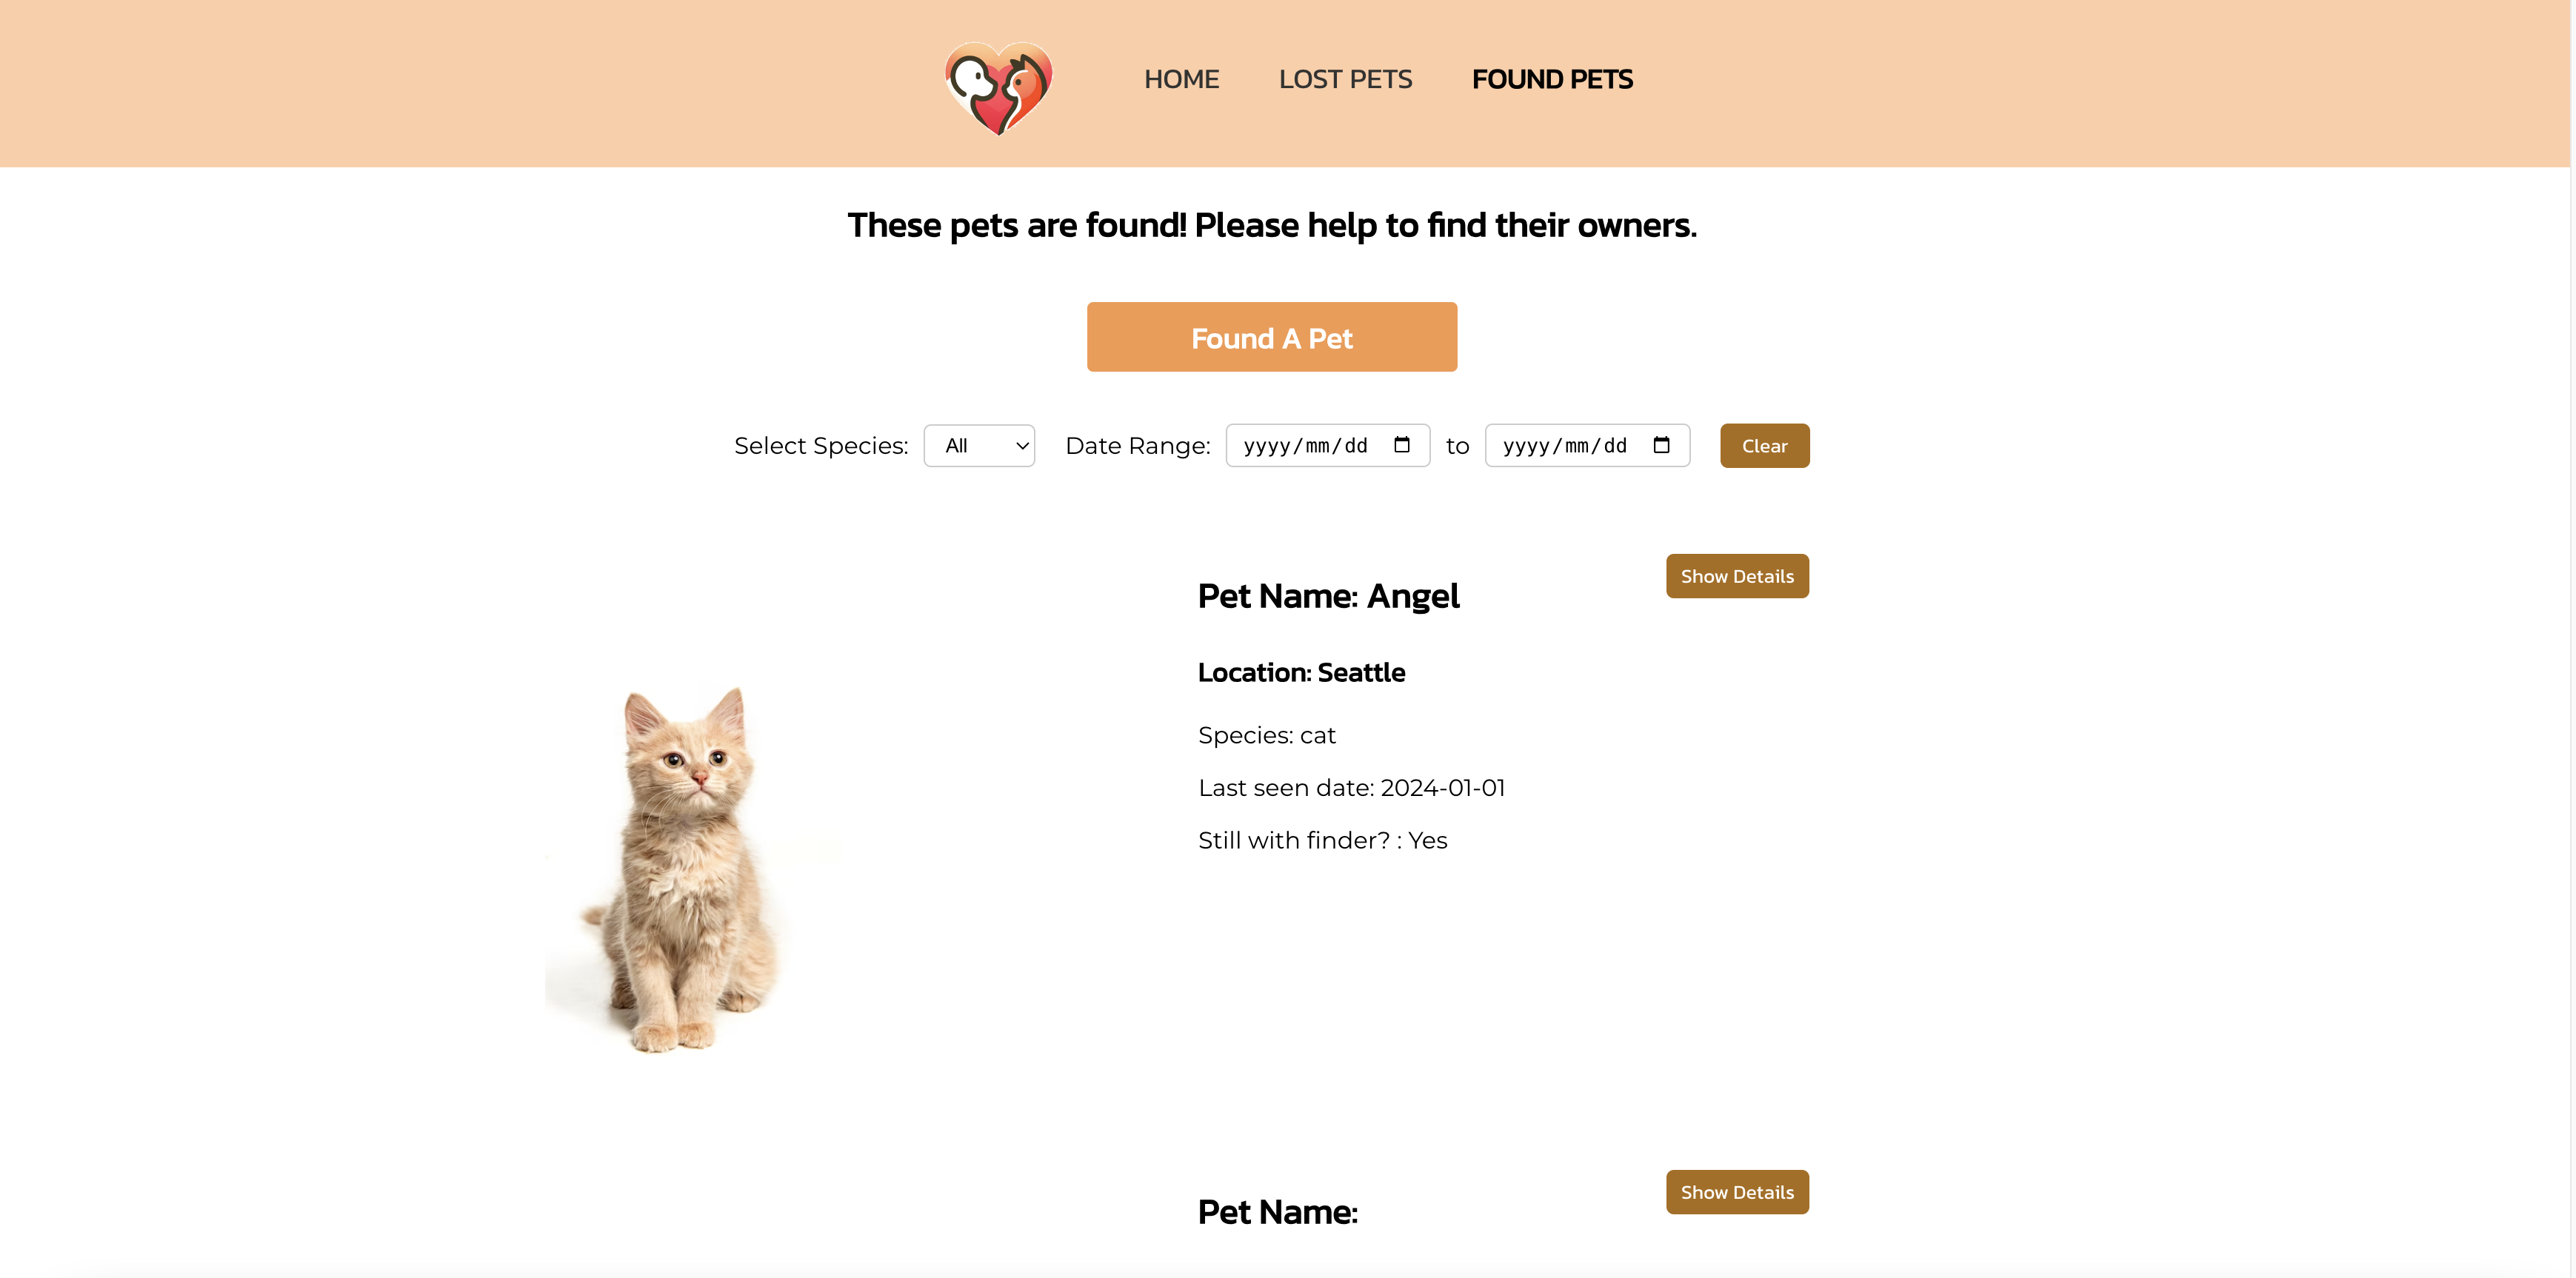 HOME LOST PETS FOUND PETS
These pets are found! Please help to find their owners.
Found A Pet
Select Species: All Date Range: yyyy/mm/dd to yyyy/mm/dd Clear
Show Details
Pet Name: Angel
Location: Seattle
Species: cat
Last seen date: 2024-01-01
Still with finder? : Yes
Show Details
Pet Name: